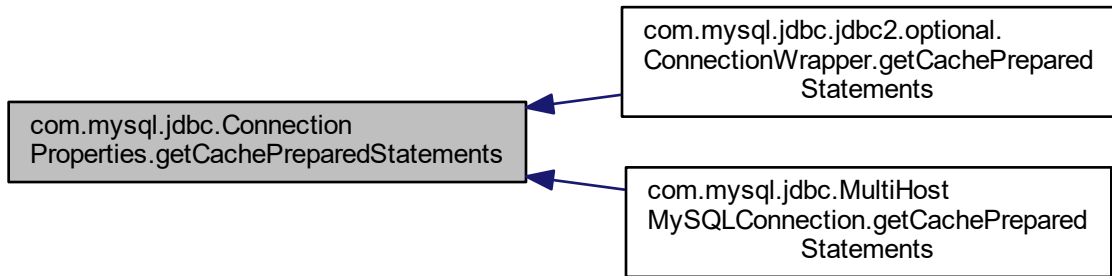 com.mysql.jdbc.Connection
Properties.getCachePreparedStatements
com.mysql.jdbc.jdbc2.optional.
ConnectionWrapper.getCachePrepared
Statements
com.mysql.jdbc.MultiHost
MySQLConnection.getCachePrepared
Statements